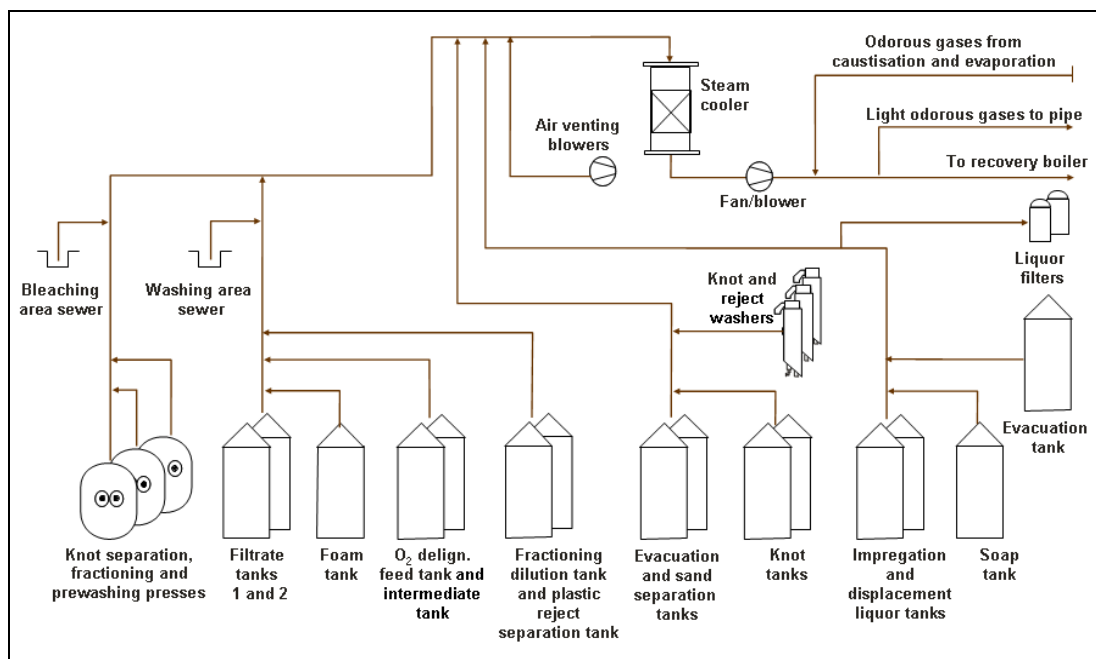 Odorous gases from
caustisation and evaporation
Steam
cooler
Light odorous gases to pipe
Air venting
blowers
To recovery boiler
Fan/blower
Bleaching
area sewer
Washing area
sewer
Knot and
reject
washers
Liquor
filters
Evacuation
tank
Knot separation,
fractioning and
prewashing presses
Filtrate
tanks
1 and 2
Foam
tank
O2 delign.
feed tank and
intermediate
tank
Fractioning
dilution tank
and plastic
reject
separation tank
Evacuation
and sand
separation
tanks
Knot
tanks
Impregation
and
displacement
liquor tanks
Soap
tank